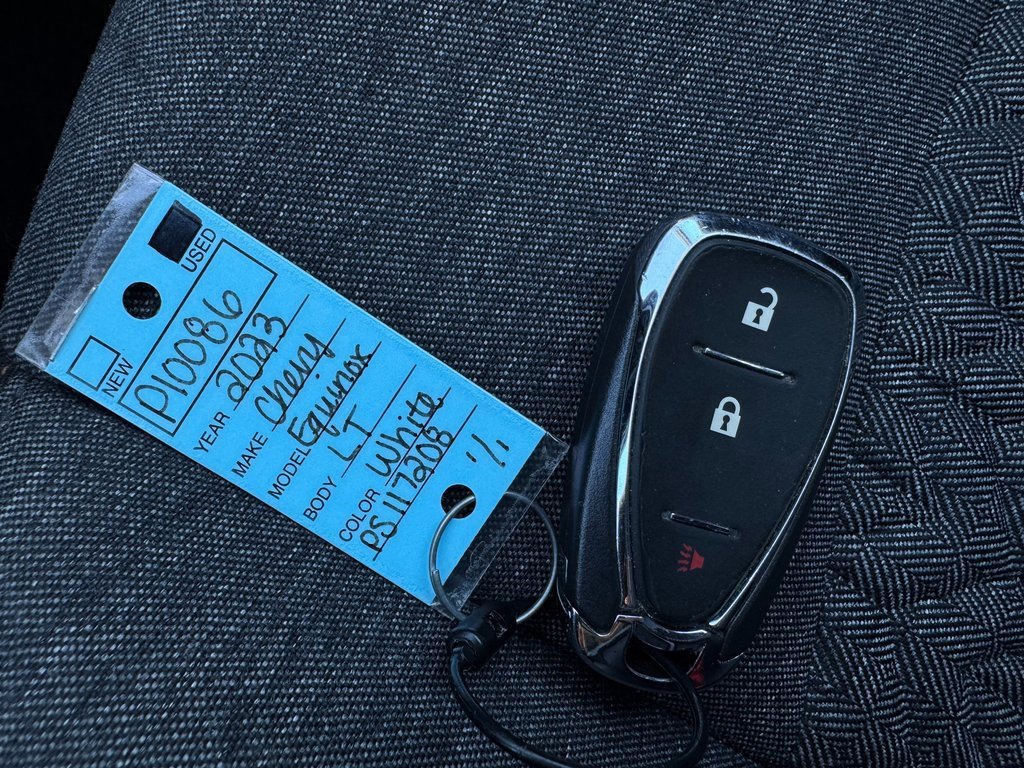 USED
NEW
P10086
YEAR 2023
MAKE Chevy
MODEL Equinox
BODY LT
COLOR White
PS117208